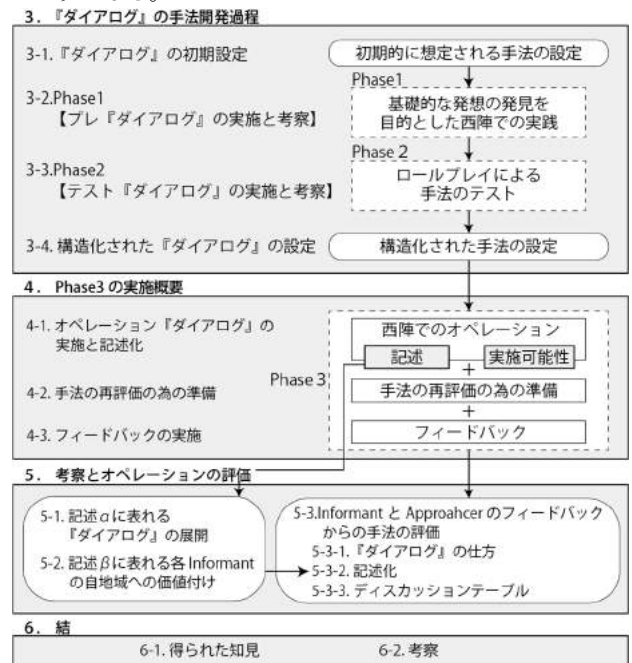 3. 『ダイアログ』の手法開発過程
3-1.『ダイアログ』の初期設定
初期的に想定される手法の設定
Phase1
3-2.Phase1
【プレ『ダイアログ』の実施と考察】
基礎的な発想の発見を
目的とした西陣での実践
Phase 2
3-3.Phase2
【テスト『ダイアログ』の実施と考察】
ロールプレイによる
手法のテスト
3-4. 構造化された『ダイアログ』の設定
構造化された手法の設定
4. Phase3 の実施概要
4-1. オペレーション『ダイアログ』の
実施と記述化
西陣でのオペレーション
記述
実施可能性
+
Phase 3
4-2. 手法の再評価の為の準備
手法の再評価の為の準備
+
4-3. フィードバックの実施
フィードバック
5. 考察とオペレーションの評価
5-1. 記述αに表れる
『ダイアログ』の展開
5-2. 記述βに表れる各 Informant
の自地域への価値付け
5-3.Informant と Approahcer のフィードバック
からの手法の評価
5-3-1.『ダイアログ』の仕方
5-3-2. 記述化
5-3-3. ディスカッションテーブル
6. 結
6-1. 得られた知見
6-2. 考察